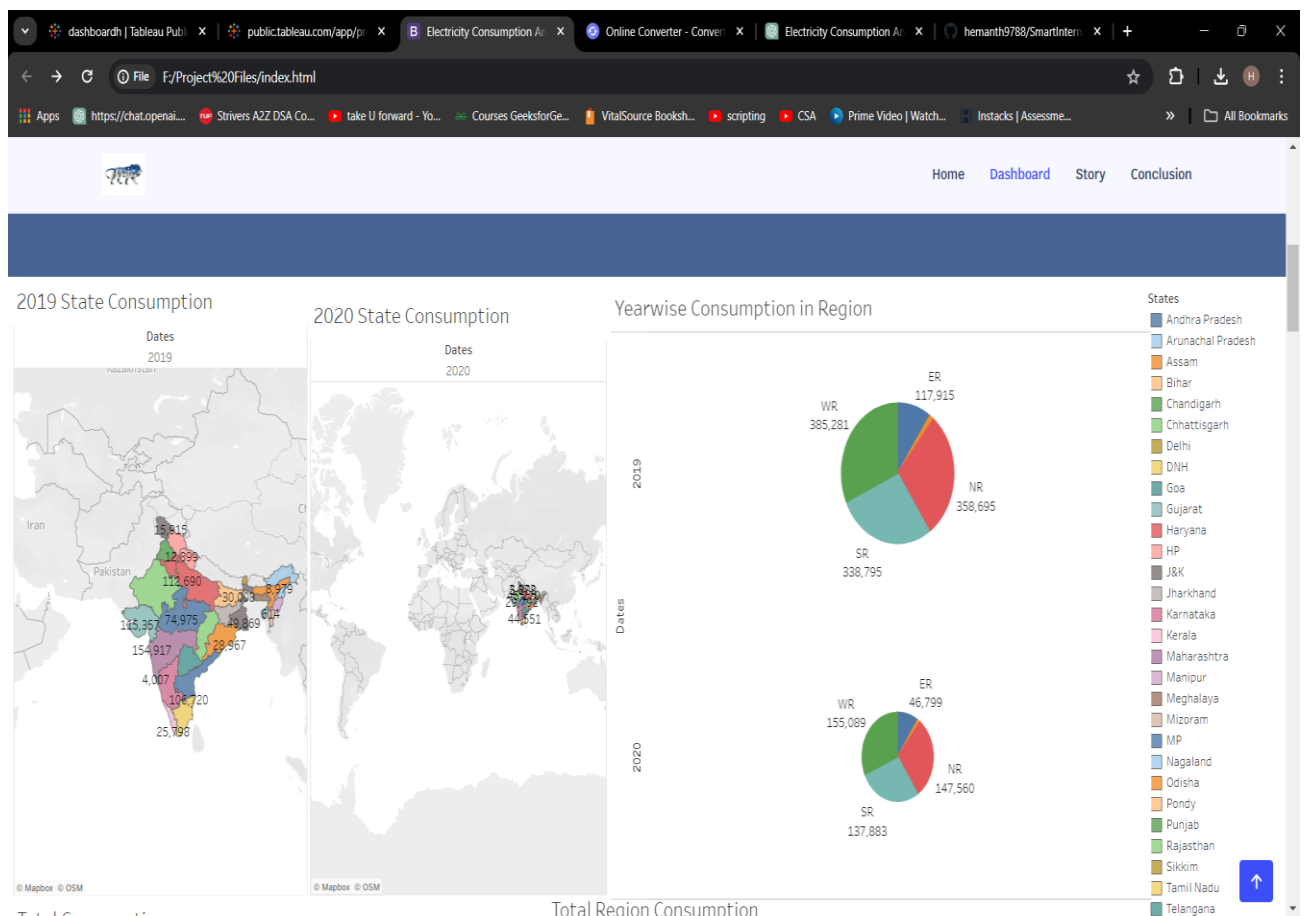 dashboardh | Tableau Publ
public.tableau.com/app/pr
Electricity Consumption An
Online Converter - Convert
Electricity Consumption An
hemanth9788/SmartIntern
File F:/Project%20Files/index.html
H
Apps
https://chat.openai....
Strivers A2Z DSA Co...
take U forward - Yo...
Courses GeeksforGe...
VitalSource Booksh...
scripting
CSA
Prime Video | Watch...
Instacks | Assessme...
»
All Bookmarks
Home
Dashboard
Story
Conclusion
2019 State Consumption
Dates
2019
Kazakhstan
Iran
Pakistan
15,915
12,899
112,690
30,008
8,979
614
115,357
74,975
49,869
154,917
28,967
4,007
106,720
25,798
© Mapbox © OSM
2020 State Consumption
Dates
2020
44,551
© Mapbox © OSM
Yearwise Consumption in Region
Dates
2019
ER
117,915
WR
385,281
NR
358,695
SR
338,795
2020
ER
46,799
WR
155,089
NR
147,560
SR
137,883
States
Andhra Pradesh
Arunachal Pradesh
Assam
Bihar
Chandigarh
Chhattisgarh
Delhi
DNH
Goa
Gujarat
Haryana
HP
J&K
Jharkhand
Karnataka
Kerala
Maharashtra
Manipur
Meghalaya
Mizoram
MP
Nagaland
Odisha
Pondy
Punjab
Rajasthan
Sikkim
Tamil Nadu
Telangana
Total Region Consumption